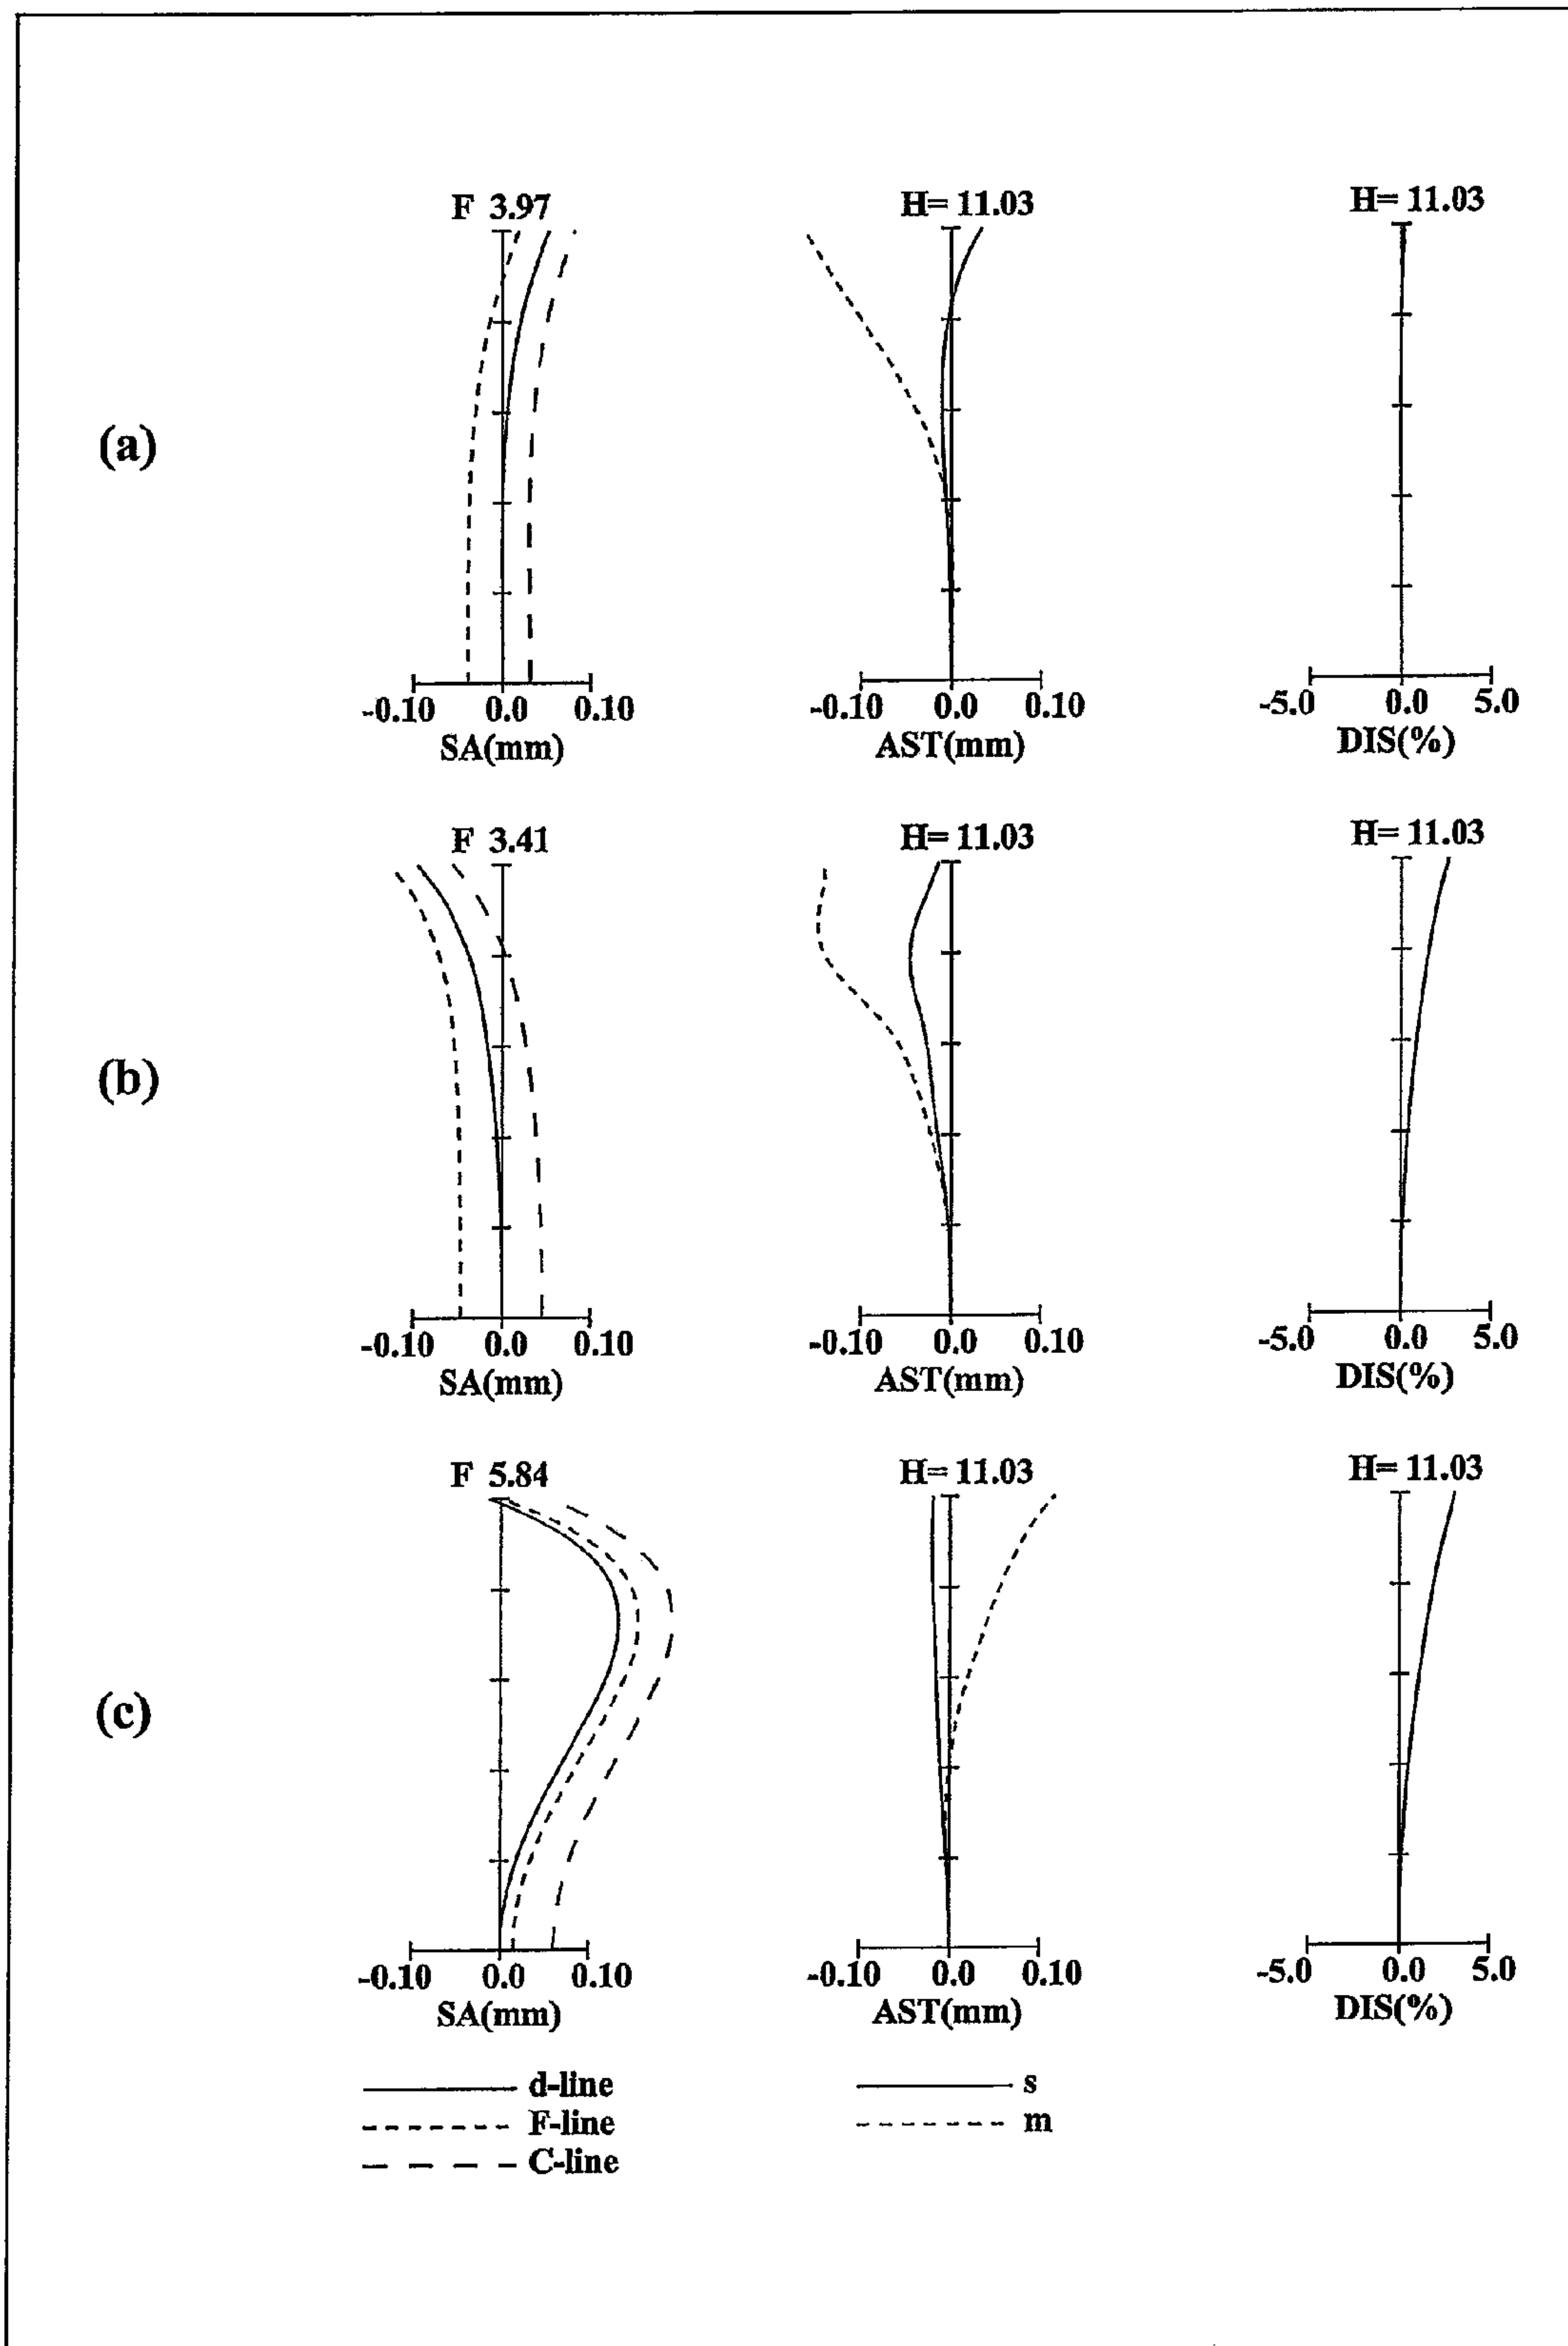 F 3.97 H= 11.03 H= 11.03
(a)
-0.10 0.0 0.10 -0.10 0.0 0.10 -5.0 0.0 5.0
SA(mm) AST(mm) DIS(%)
F 3.41 H= 11.03 H= 11.03
(b)
-0.10 0.0 0.10 -0.10 0.0 0.10 -5.0 0.0 5.0
SA(mm) AST(mm) DIS(%)
F 5.84 H= 11.03 H= 11.03
(c)
-0.10 0.0 0.10 -0.10 0.0 0.10 -5.0 0.0 5.0
SA(mm) AST(mm) DIS(%)
d-line s
F-line m
C-line